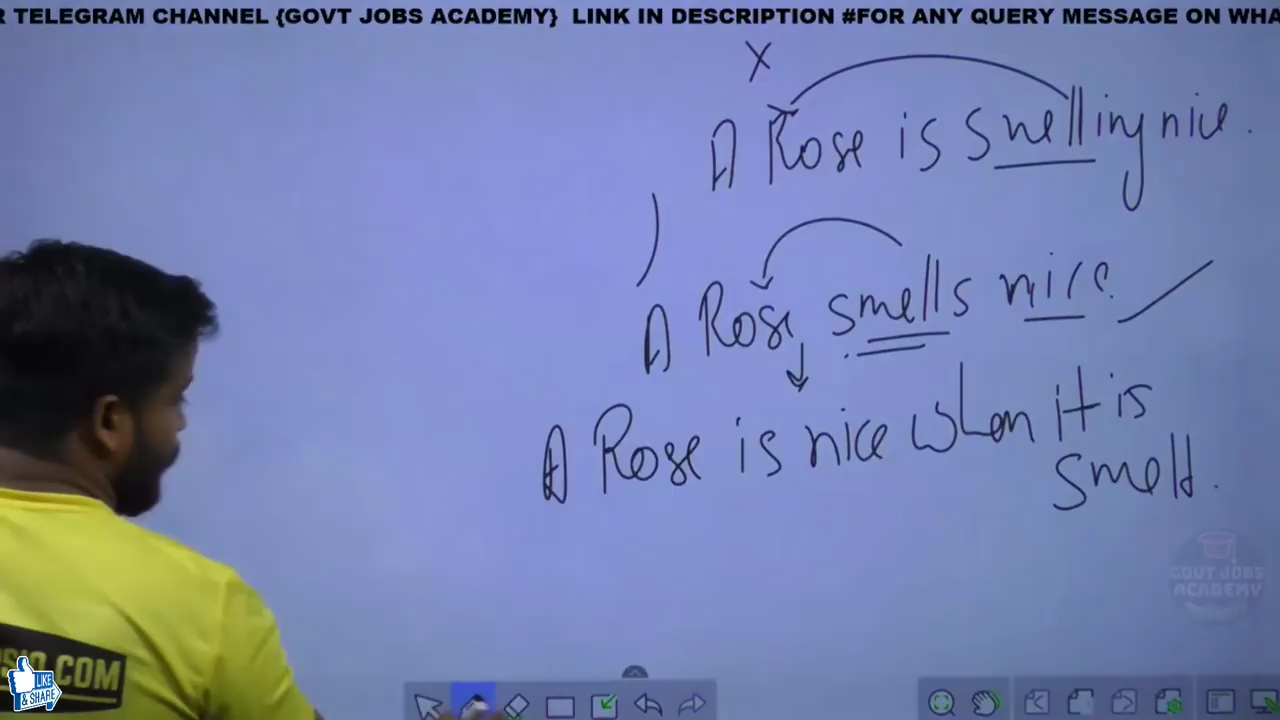 R TELEGRAM CHANNEL {GOVT JOBS ACADEMY} LINK IN DESCRIPTION #FOR ANY QUERY MESSAGE ON WHA
X
A Rose is smelling nice.
A Rose smells nice.
A Rose is nice when it is
smelt.
GOVT JOBS
ACADEMY
.COM
LIKE
& SHARE